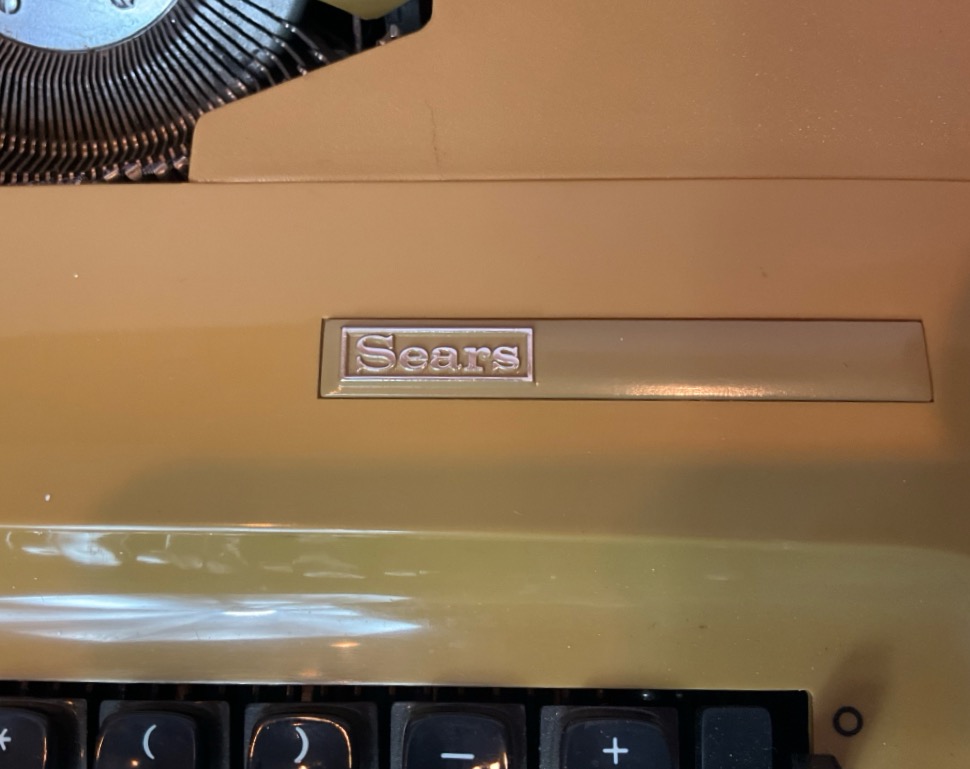 Sears
* ( ) _ +